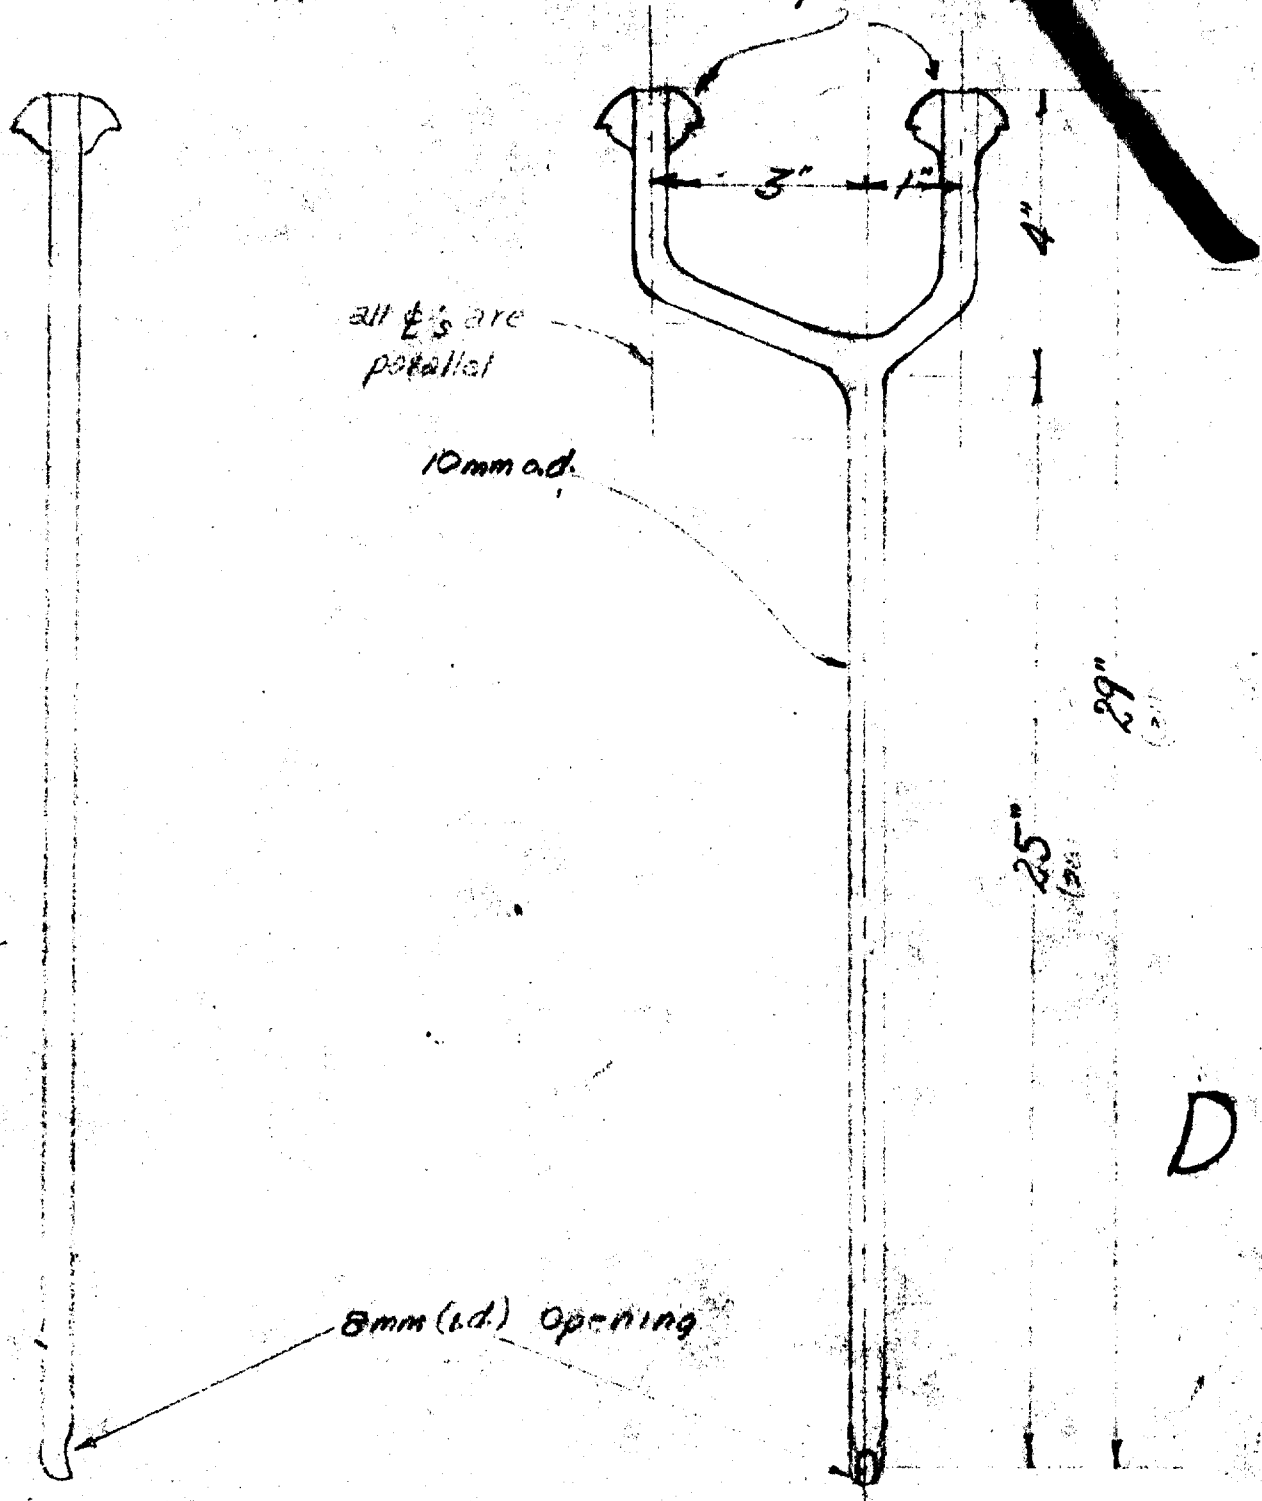 3" 1"
4"
all ℄'s are
parallel
10mm o.d.
29"
25"
D
8mm (i.d.) Opening